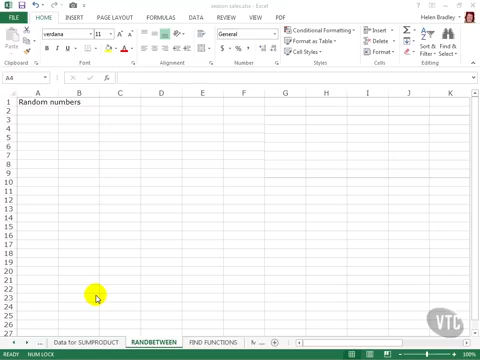 season sales.xlsx - Excel
FILE HOME INSERT PAGE LAYOUT FORMULAS DATA REVIEW VIEW PDF Helen Bradley
Paste verdana 11 General Conditional Formatting Insert
B I U $ % Format as Table Delete Sort & Filter Find & Select
Cell Styles Format
Clipboard Font Alignment Number Styles Cells Editing
A4
A B C D E F G H I J K
1 Random numbers
2
3
4
5
6
7
8
9
10
11
12
13
14
15
16
17
18
19
20
21
22
23
24
25
26
27
VTC
... Data for SUMPRODUCT RANDBETWEEN FIND FUNCTIONS ...
READY NUM LOCK 100%